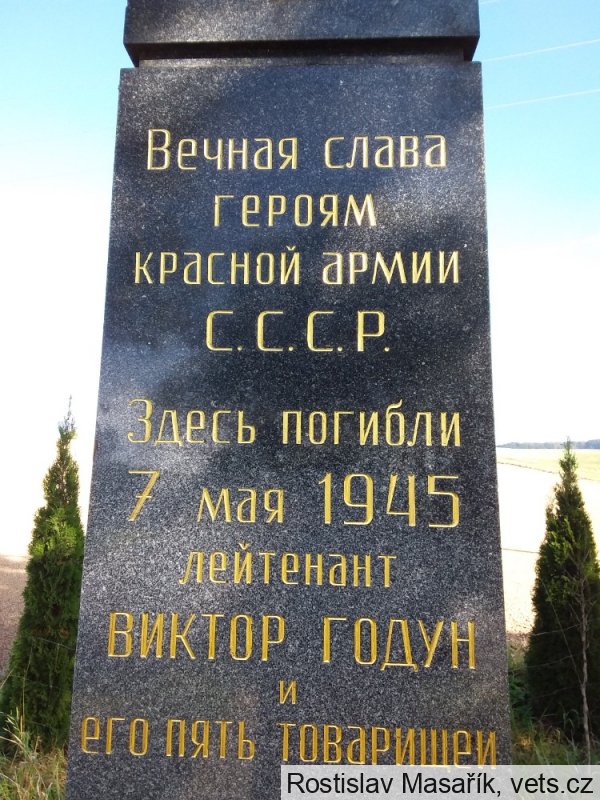 Вечная слава
героям
красной армии
С.С.С.Р.
Здесь погибли
7 мая 1945
лейтенант
ВИКТОР ГОДУН
и
его пять товарищей
Rostislav Masařík, vets.cz